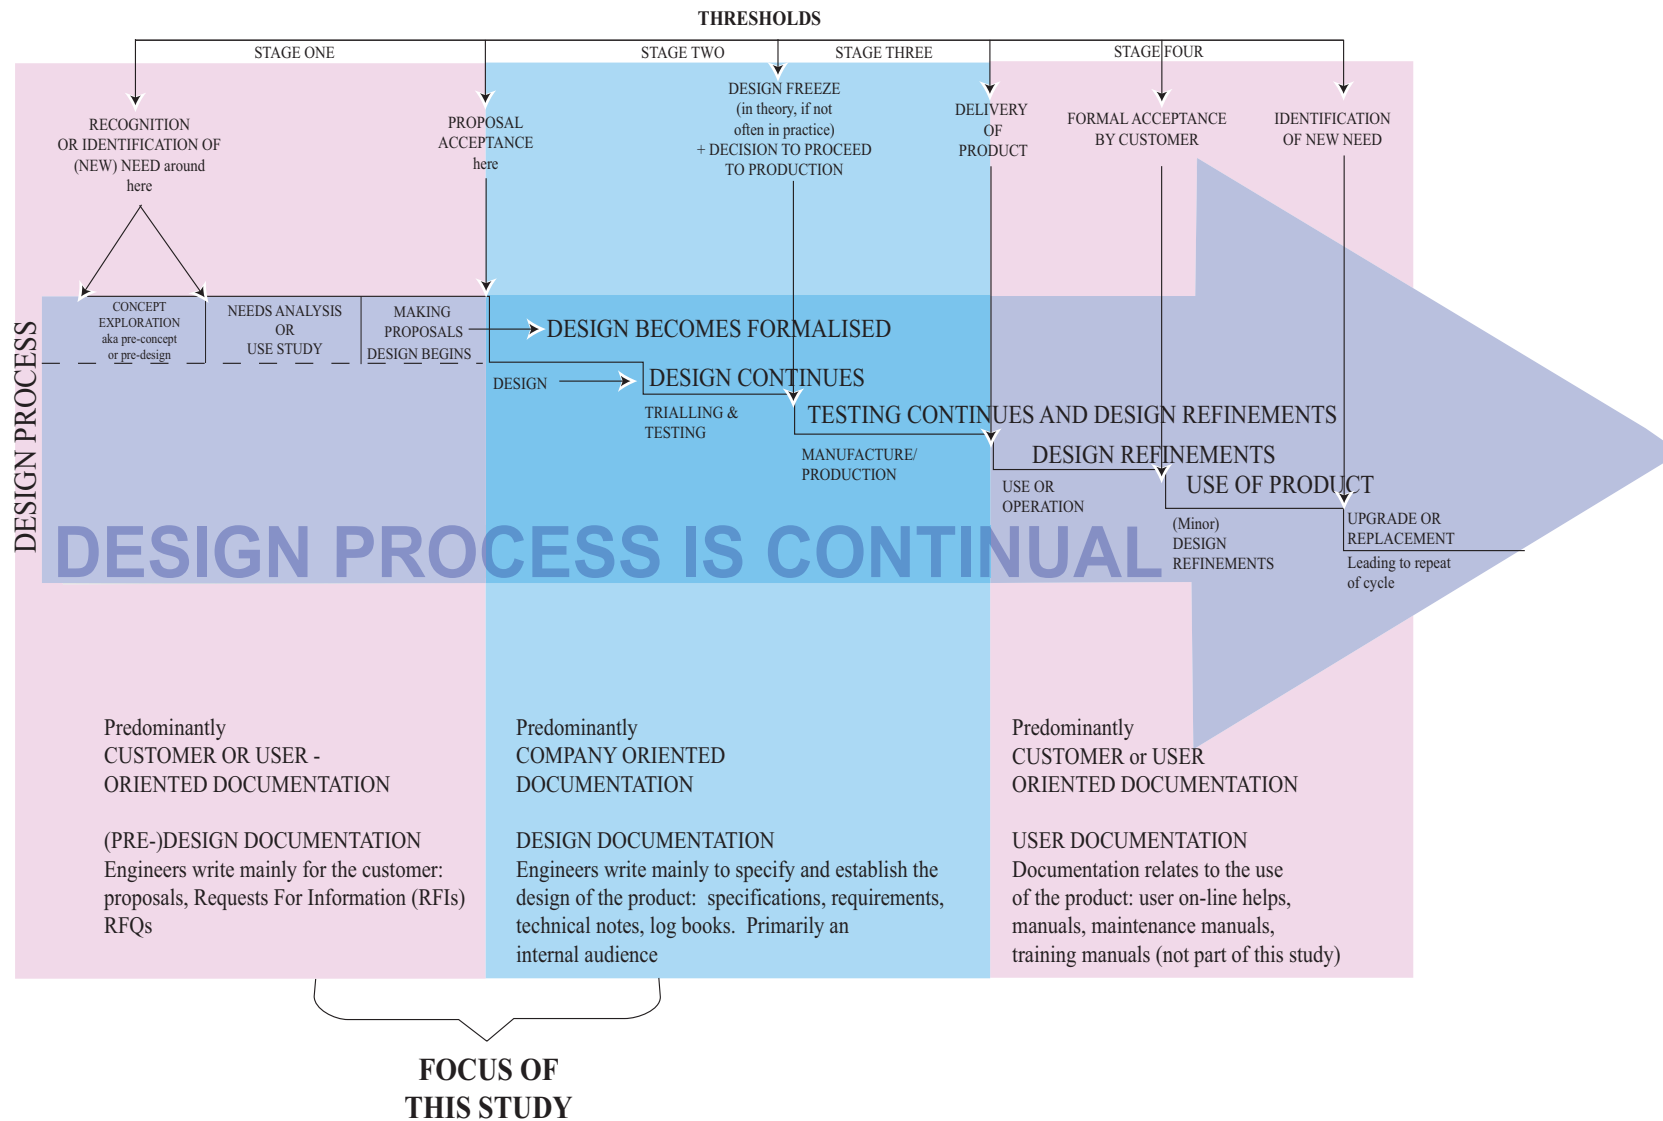 THRESHOLDS
STAGE ONE
STAGE TWO
STAGE THREE
STAGE FOUR
RECOGNITION
OR IDENTIFICATION OF
(NEW) NEED around
here
PROPOSAL
ACCEPTANCE
here
DESIGN FREEZE
(in theory, if not
often in practice)
+ DECISION TO PROCEED
TO PRODUCTION
DELIVERY
OF
PRODUCT
FORMAL ACCEPTANCE
BY CUSTOMER
IDENTIFICATION
OF NEW NEED
DESIGN PROCESS
CONCEPT
EXPLORATION
aka pre-concept
or pre-design
NEEDS ANALYSIS
OR
USE STUDY
MAKING
PROPOSALS
DESIGN BEGINS
DESIGN BECOMES FORMALISED
DESIGN
DESIGN CONTINUES
TRIALLING &
TESTING
TESTING CONTINUES AND DESIGN REFINEMENTS
MANUFACTURE/
PRODUCTION
DESIGN REFINEMENTS
USE OR
OPERATION
USE OF PRODUCT
(Minor)
DESIGN
REFINEMENTS
UPGRADE OR
REPLACEMENT
Leading to repeat
of cycle
DESIGN PROCESS IS CONTINUAL
Predominantly
CUSTOMER OR USER -
ORIENTED DOCUMENTATION
(PRE-)DESIGN DOCUMENTATION
Engineers write mainly for the customer:
proposals, Requests For Information (RFIs)
RFQs
Predominantly
COMPANY ORIENTED
DOCUMENTATION
DESIGN DOCUMENTATION
Engineers write mainly to specify and establish the
design of the product:  specifications, requirements,
technical notes, log books.  Primarily an
internal audience
Predominantly
CUSTOMER or USER
ORIENTED DOCUMENTATION
USER DOCUMENTATION
Documentation relates to the use
of the product: user on-line helps,
manuals, maintenance manuals,
training manuals (not part of this study)
FOCUS OF
THIS STUDY